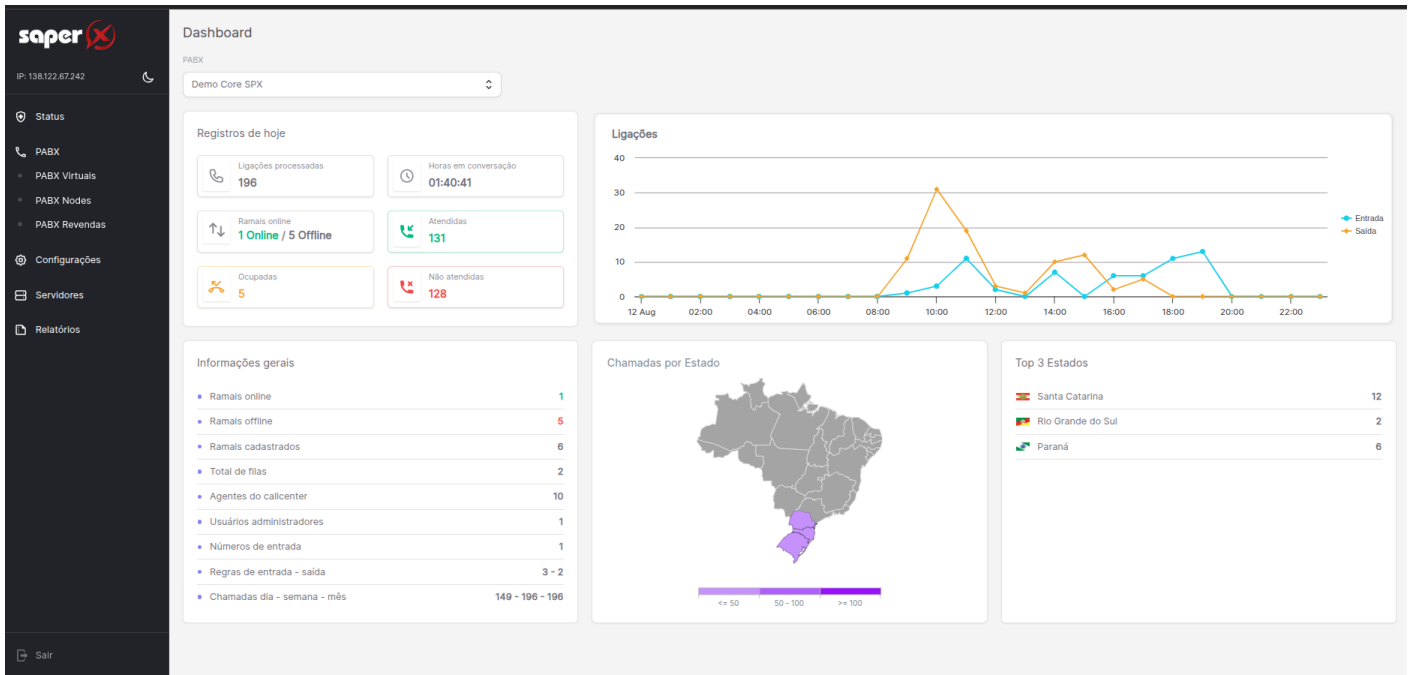 saper X
IP: 138.122.67.242
Status
PABX
PABX Virtuais
PABX Nodes
PABX Revendas
Configurações
Servidores
Relatórios
Sair
Dashboard
PABX
Demo Core SPX
Registros de hoje
Ligações processadas
196
Horas em conversação
01:40:41
Ramais online
1 Online / 5 Offline
Atendidas
131
Ocupadas
5
Não atendidas
128
Ligações
40
30
20
10
0
12 Aug 02:00 04:00 06:00 08:00 10:00 12:00 14:00 16:00 18:00 20:00 22:00
Entrada
Saída
Informações gerais
Ramais online 1
Ramais offline 5
Ramais cadastrados 6
Total de filas 2
Agentes do callcenter 10
Usuários administradores 1
Números de entrada 1
Regras de entrada - saída 3 - 2
Chamadas dia - semana - mês 149 - 196 - 196
Chamadas por Estado
<= 50 50 - 100 >= 100
Top 3 Estados
Santa Catarina 12
Rio Grande do Sul 2
Paraná 6